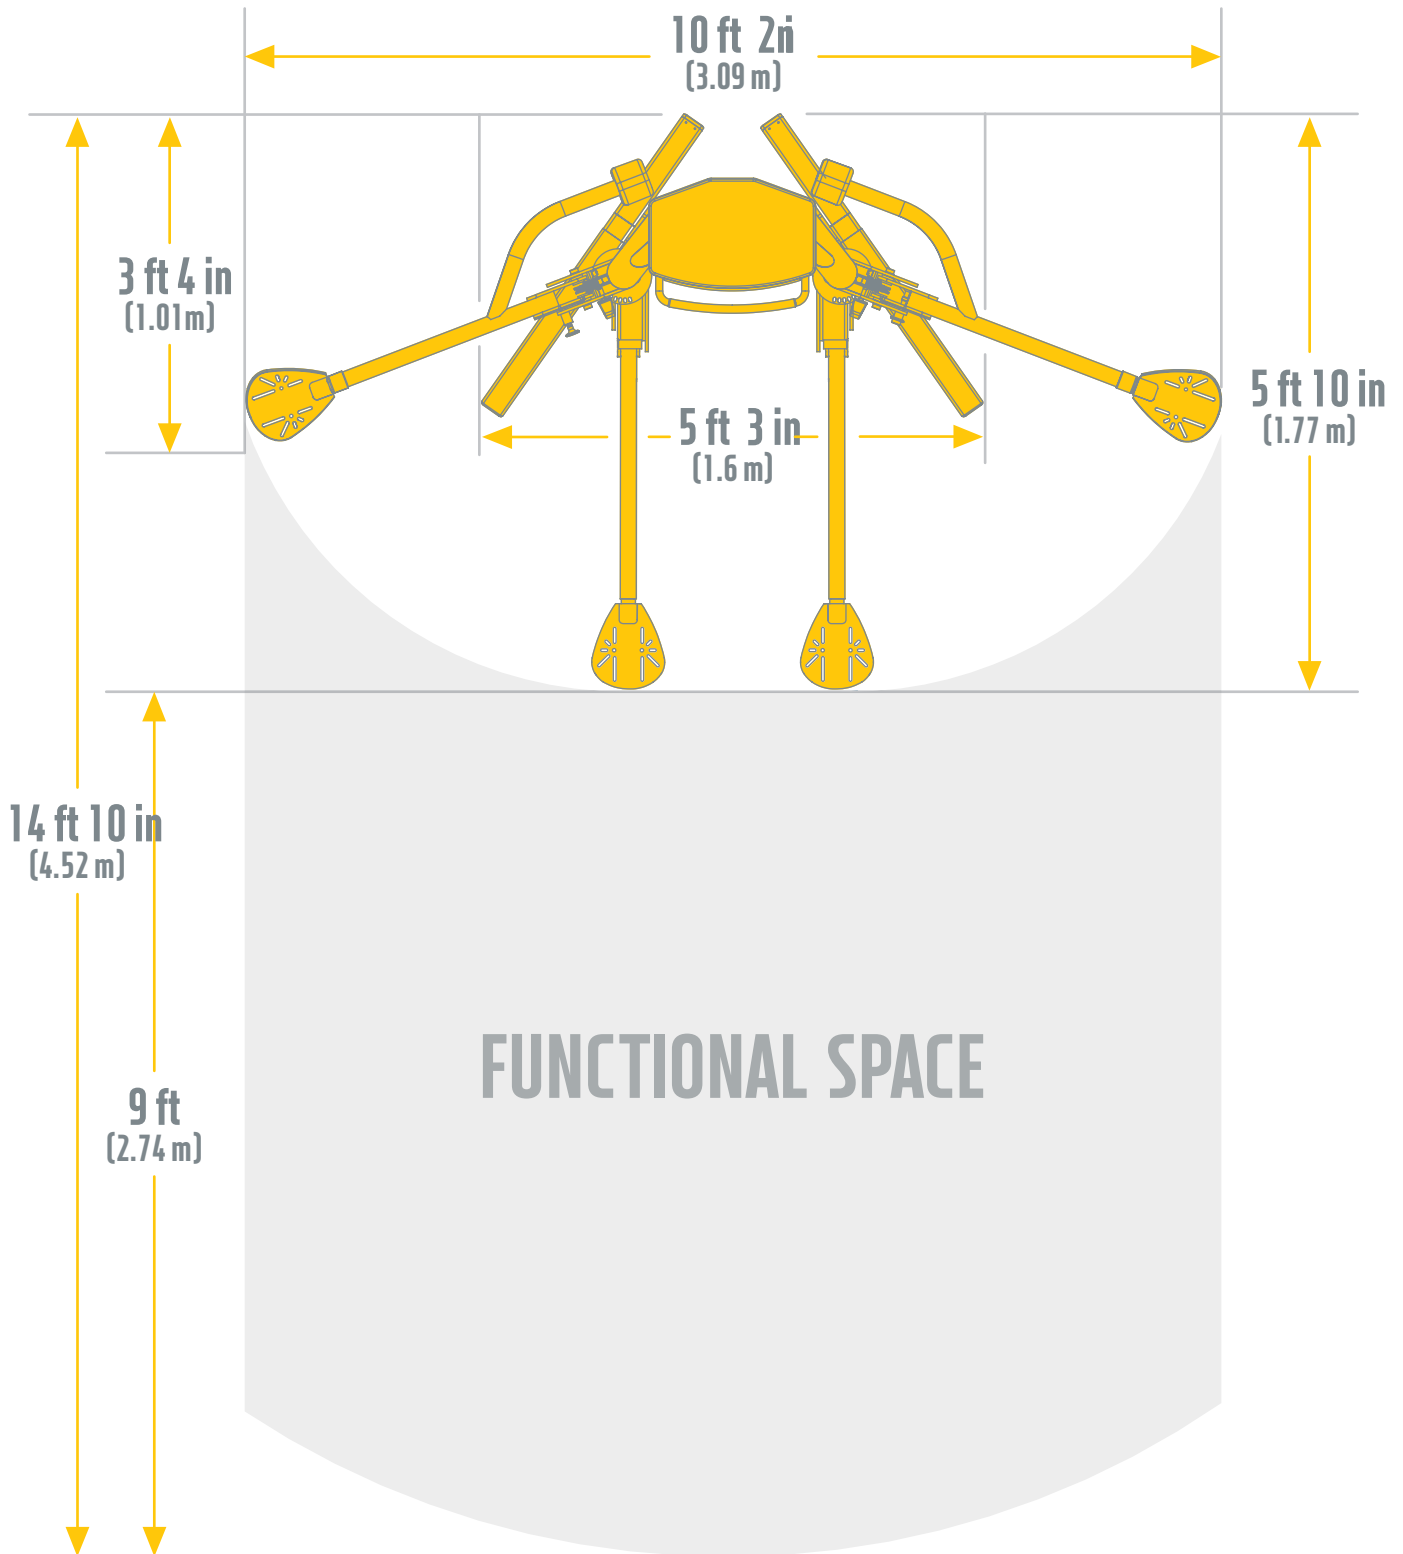 10 ft 2in
(3.09 m)
3 ft 4 in
(1.01m)
5 ft 10 in
(1.77 m)
5 ft 3 in
(1.6 m)
14 ft 10 in
(4.52 m)
FUNCTIONAL SPACE
9 ft
(2.74 m)